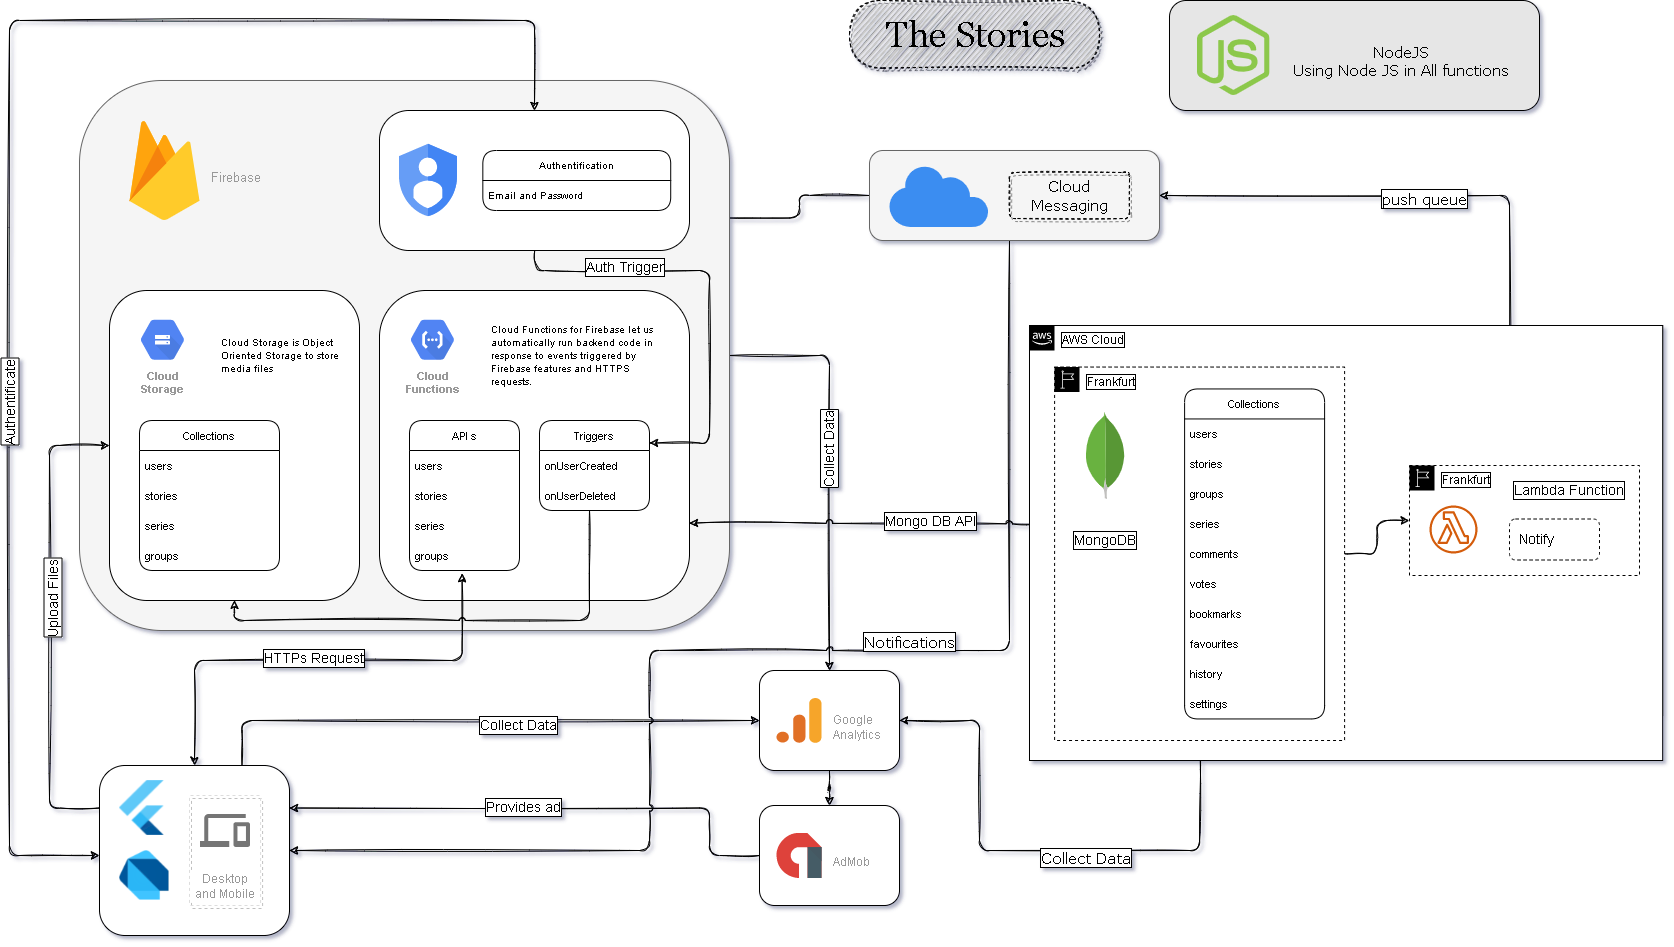 The Stories
JS
NodeJS
Using Node JS in All functions
Firebase
Authentification
Email and Password
Cloud
Messaging
push queue
Auth Trigger
Cloud
Storage
Cloud Storage is Object
Oriented Storage to store
media files
Collections
users
stories
series
groups
Cloud
Functions
Cloud Functions for Firebase let us
automatically run backend code in
response to events triggered by
Firebase features and HTTPS
requests.
API s
users
stories
series
groups
Triggers
onUserCreated
onUserDeleted
Authenticate
Upload Files
Collect Data
Mongo DB API
aws
AWS Cloud
Frankfurt
MongoDB
Collections
users
stories
groups
series
comments
votes
bookmarks
favourites
history
settings
Frankfurt
Lambda Function
Notify
HTTPs Request
Notifications
Collect Data
Google
Analytics
Provides ad
AdMob
Collect Data
Desktop
and Mobile